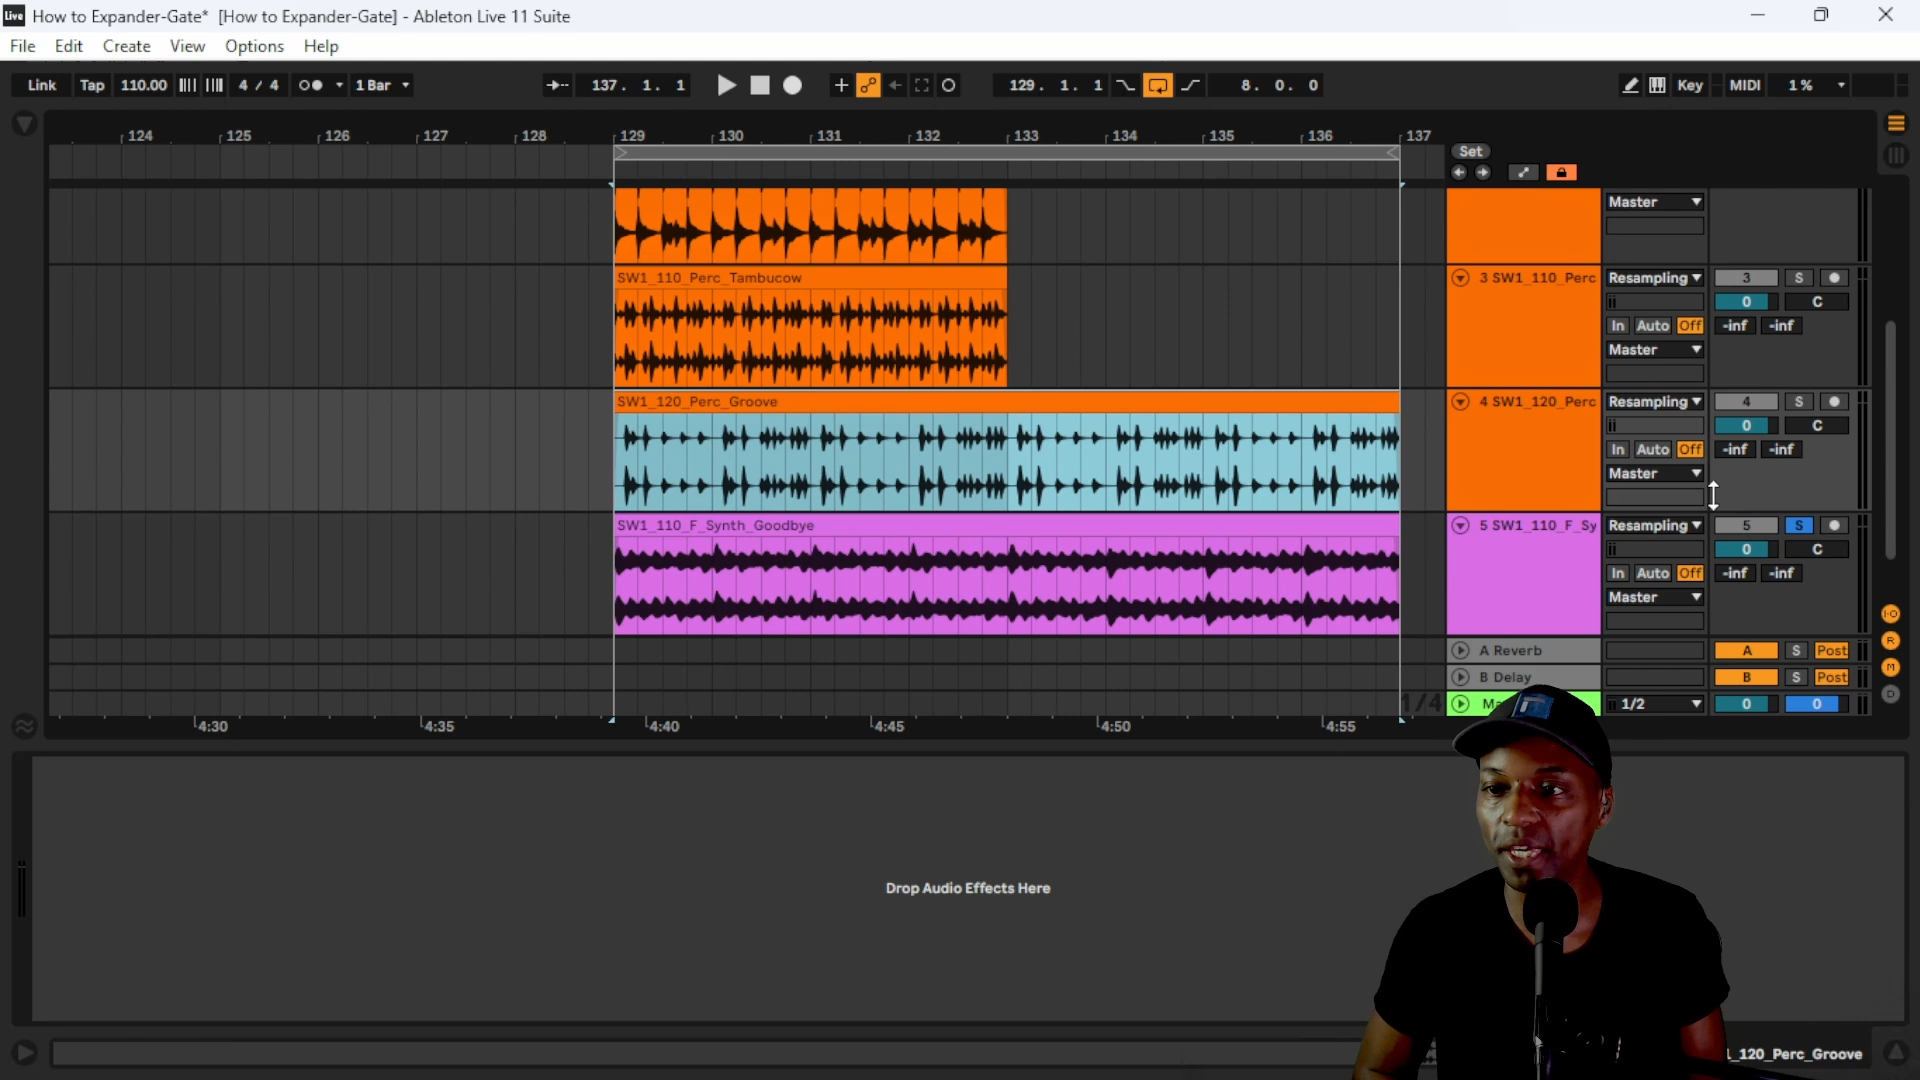 Live How to Expander-Gate* [How to Expander-Gate] - Ableton Live 11 Suite
File Edit Create View Options Help
Link Tap 110.00 4 / 4 1 Bar 137. 1. 1 129. 1. 1 8. 0. 0 Key MIDI 1 %
124 125 126 127 128 129 130 131 132 133 134 135 136 137
Set
Master
SW1_110_Perc_Tambucow 3 SW1_110_Perc Resampling 3 S
0 C
In Auto Off -inf -inf
Master
SW1_120_Perc_Groove 4 SW1_120_Perc Resampling 4 S
0 C
In Auto Off -inf -inf
Master
SW1_110_F_Synth_Goodbye 5 SW1_110_F_Sy Resampling 5 S
0 C
In Auto Off -inf -inf
Master
A Reverb A S Post
B Delay B S Post
1/4 1/2 0 0
4:30 4:35 4:40 4:45 4:50 4:55
I-O
R
M
D
Drop Audio Effects Here
_120_Perc_Groove